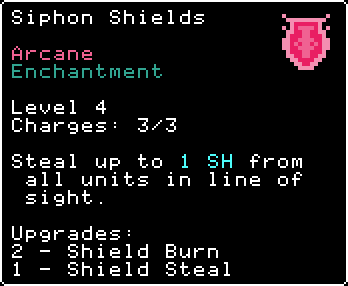 Siphon Shields
Arcane
Enchantment
Level 4
Charges: 3/3
Steal up to 1 SH from
all units in line of
sight.
Upgrades:
2 - Shield Burn
1 - Shield Steal